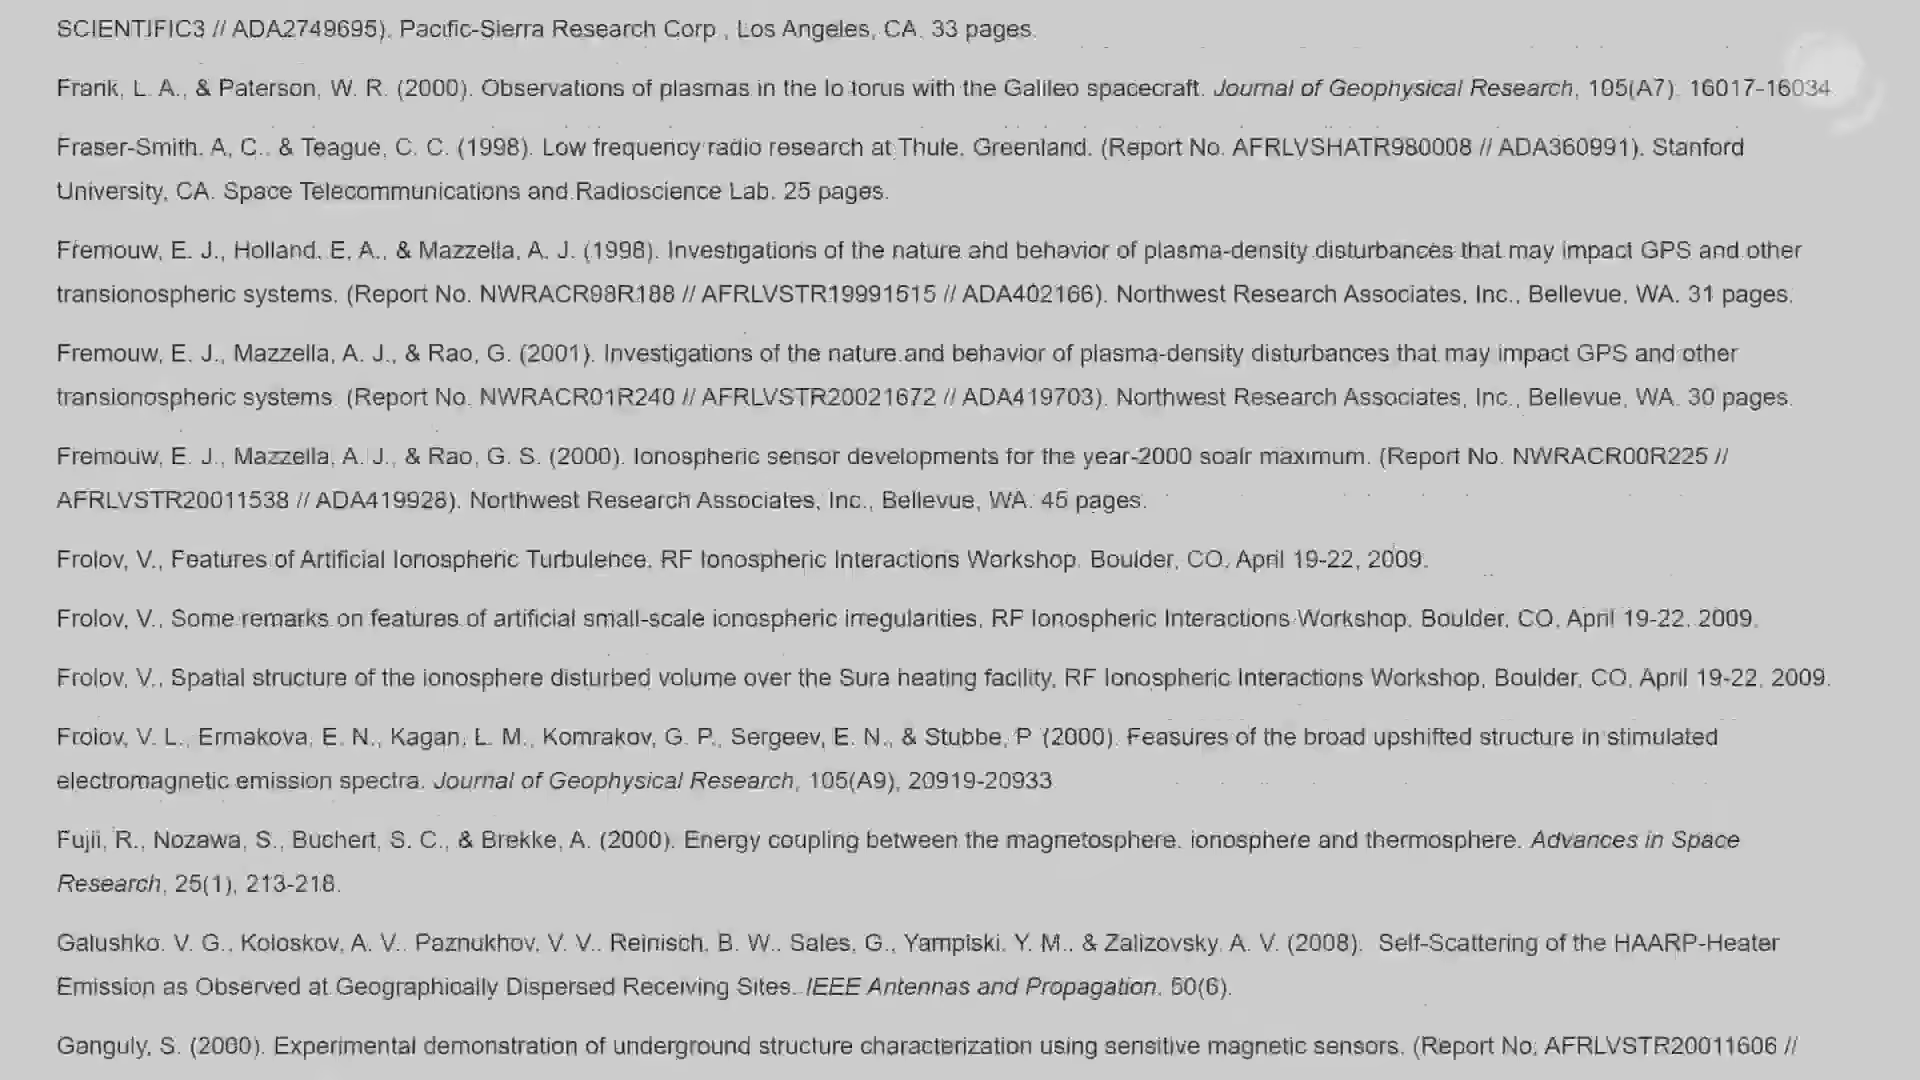 SCIENTIFIC3 // ADA2749695). Pacific-Sierra Research Corp., Los Angeles, CA. 33 pages.
Frank, L. A., & Paterson, W. R. (2000). Observations of plasmas in the Io torus with the Galileo spacecraft. Journal of Geophysical Research, 105(A7), 16017-16034.
Fraser-Smith, A, C., & Teague, C. C. (1998). Low frequency radio research at Thule, Greenland. (Report No. AFRLVSHATR980008 // ADA360991). Stanford
University, CA. Space Telecommunications and Radioscience Lab. 25 pages.
Fremouw, E. J., Holland, E, A., & Mazzella, A. J. (1998). Investigations of the nature and behavior of plasma-density disturbances that may impact GPS and other
transionospheric systems. (Report No. NWRACR98R188 // AFRLVSTR19991515 // ADA402166). Northwest Research Associates, Inc., Bellevue, WA. 31 pages.
Fremouw, E. J., Mazzella, A. J., & Rao, G. (2001). Investigations of the nature and behavior of plasma-density disturbances that may impact GPS and other
transionospheric systems. (Report No. NWRACR01R240 // AFRLVSTR20021672 // ADA419703). Northwest Research Associates, Inc., Bellevue, WA. 30 pages.
Fremouw, E. J., Mazzella, A. J., & Rao, G. S. (2000). Ionospheric sensor developments for the year-2000 soalr maximum. (Report No. NWRACR00R225 //
AFRLVSTR20011538 // ADA419928). Northwest Research Associates, Inc., Bellevue, WA. 45 pages.
Frolov, V., Features of Artificial Ionospheric Turbulence, RF Ionospheric Interactions Workshop, Boulder, CO, April 19-22, 2009.
Frolov, V., Some remarks on features of artificial small-scale ionospheric irregularities, RF Ionospheric Interactions Workshop, Boulder, CO, April 19-22, 2009.
Frolov, V., Spatial structure of the ionosphere disturbed volume over the Sura heating facility, RF Ionospheric Interactions Workshop, Boulder, CO, April 19-22, 2009.
Frolov, V. L., Ermakova, E. N., Kagan, L. M., Komrakov, G. P., Sergeev, E. N., & Stubbe, P. (2000). Feasures of the broad upshifted structure in stimulated
electromagnetic emission spectra. Journal of Geophysical Research, 105(A9), 20919-20933
Fujii, R., Nozawa, S., Buchert, S. C., & Brekke, A. (2000). Energy coupling between the magnetosphere, ionosphere and thermosphere. Advances in Space
Research, 25(1), 213-218.
Galushko, V. G., Koloskov, A. V., Paznukhov, V. V., Reinisch, B. W., Sales, G., Yamplski, Y. M., & Zalizovsky, A. V. (2008). Self-Scattering of the HAARP-Heater
Emission as Observed at Geographically Dispersed Receiving Sites. IEEE Antennas and Propagation, 50(6).
Ganguly, S. (2000). Experimental demonstration of underground structure characterization using sensitive magnetic sensors. (Report No. AFRLVSTR20011606 //